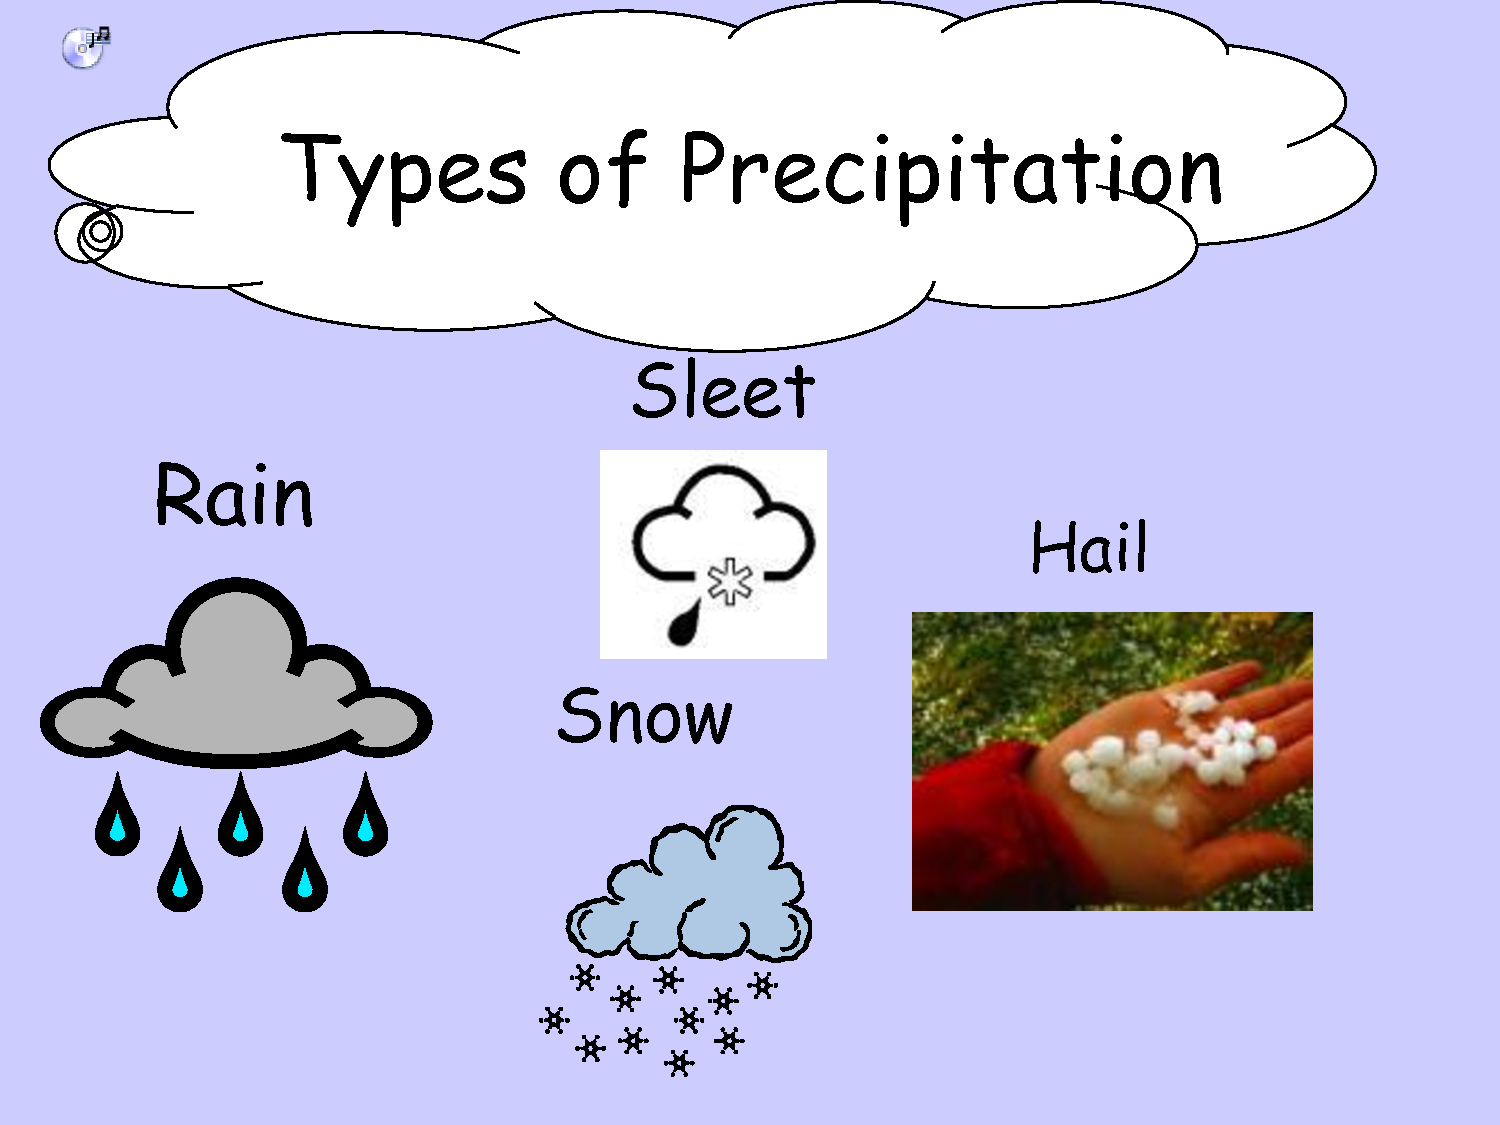 Types of Precipitation
Sleet
Rain
Hail
Snow